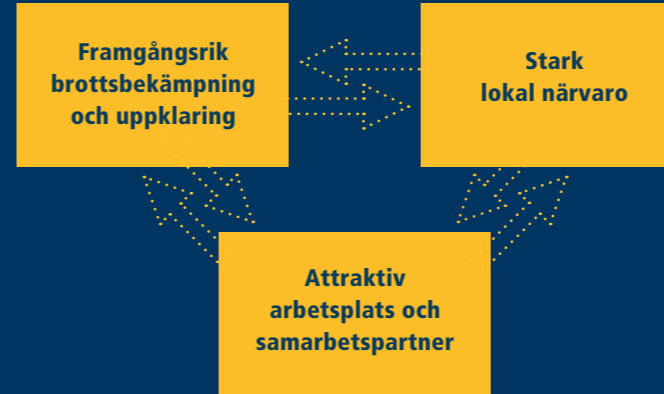 Framgångsrik
brottsbekämpning
och uppklaring
Stark
lokal närvaro
Attraktiv
arbetsplats och
samarbetspartner